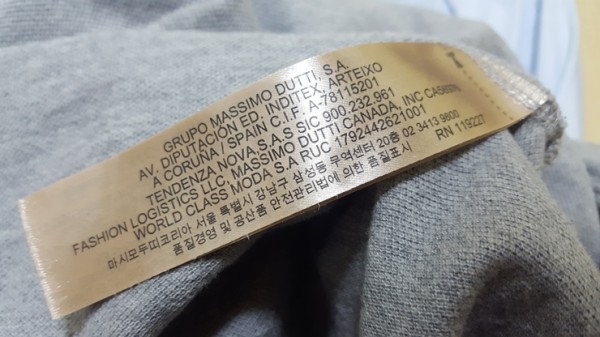 GRUPO MASSIMO DUTTI, S.A.
AV. DIPUTACIÓN ED. INDITEX, ARTEIXO
A CORUÑA / SPAIN C.I.F. A-78115201
TENDENZA NOVA S.A.S SIC 900.232.961
FASHION LOGISTICS LLC MASSIMO DUTTI CANADA, INC
WORLD CLASS MODA S.A RUC 1792442621001
마시모두띠코리아 서울 특별시 강남구 삼성동 무역센터 20층 02 3413 9800
품질경영 및 공산품 안전관리법에 의한 품질표시
RN 119227